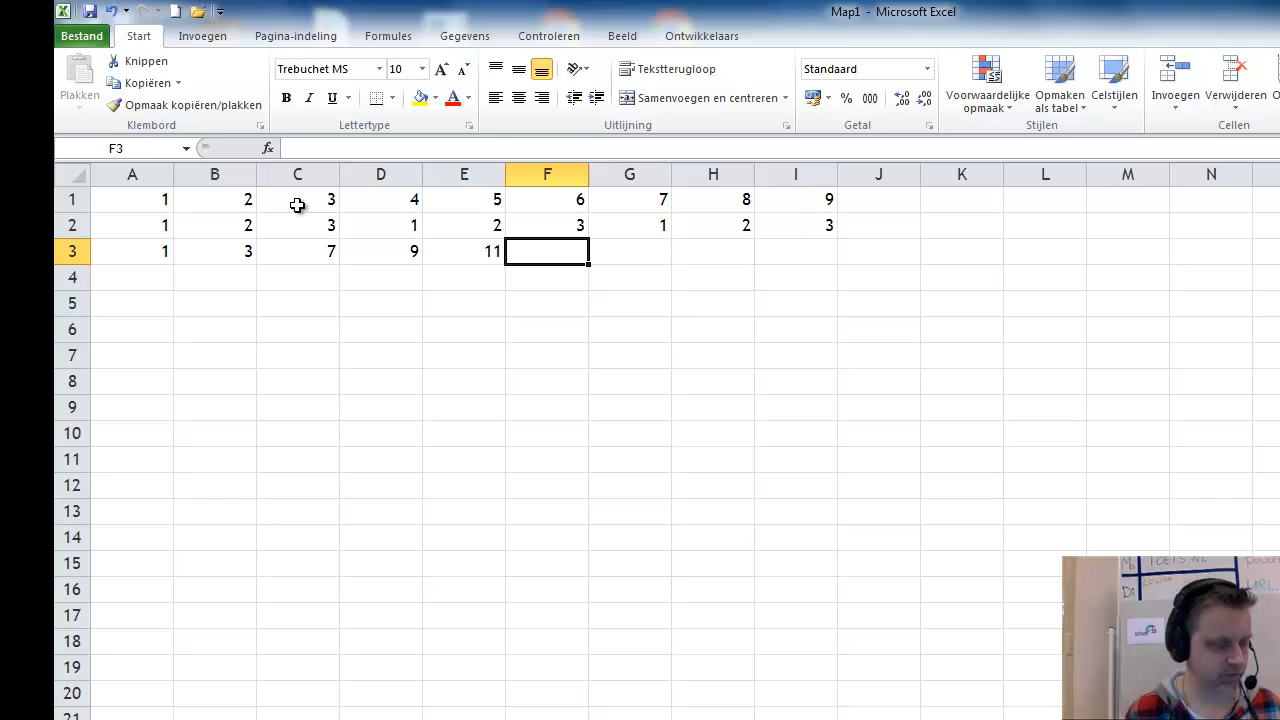 Map1 - Microsoft Excel
Bestand Start Invoegen Pagina-indeling Formules Gegevens Controleren Beeld Ontwikkelaars
Plakken
Knippen
Kopiëren
Opmaak kopiëren/plakken
Klembord
Trebuchet MS 10
B I U A
Lettertype
Tekstterugloop
Samenvoegen en centreren
Uitlijning
Standaard
% 000
Getal
Voorwaardelijke opmaak
Opmaken als tabel
Celstijlen
Stijlen
Invoegen
Verwijderen
Cellen
F3 fx
A B C D E F G H I J K L M N
1 1 2 3 4 5 6 7 8 9
2 1 2 3 1 2 3 1 2 3
3 1 3 7 9 11
4
5
6
7
8
9
10
11
12
13
14
15
16
17
18
19
20
21
Di